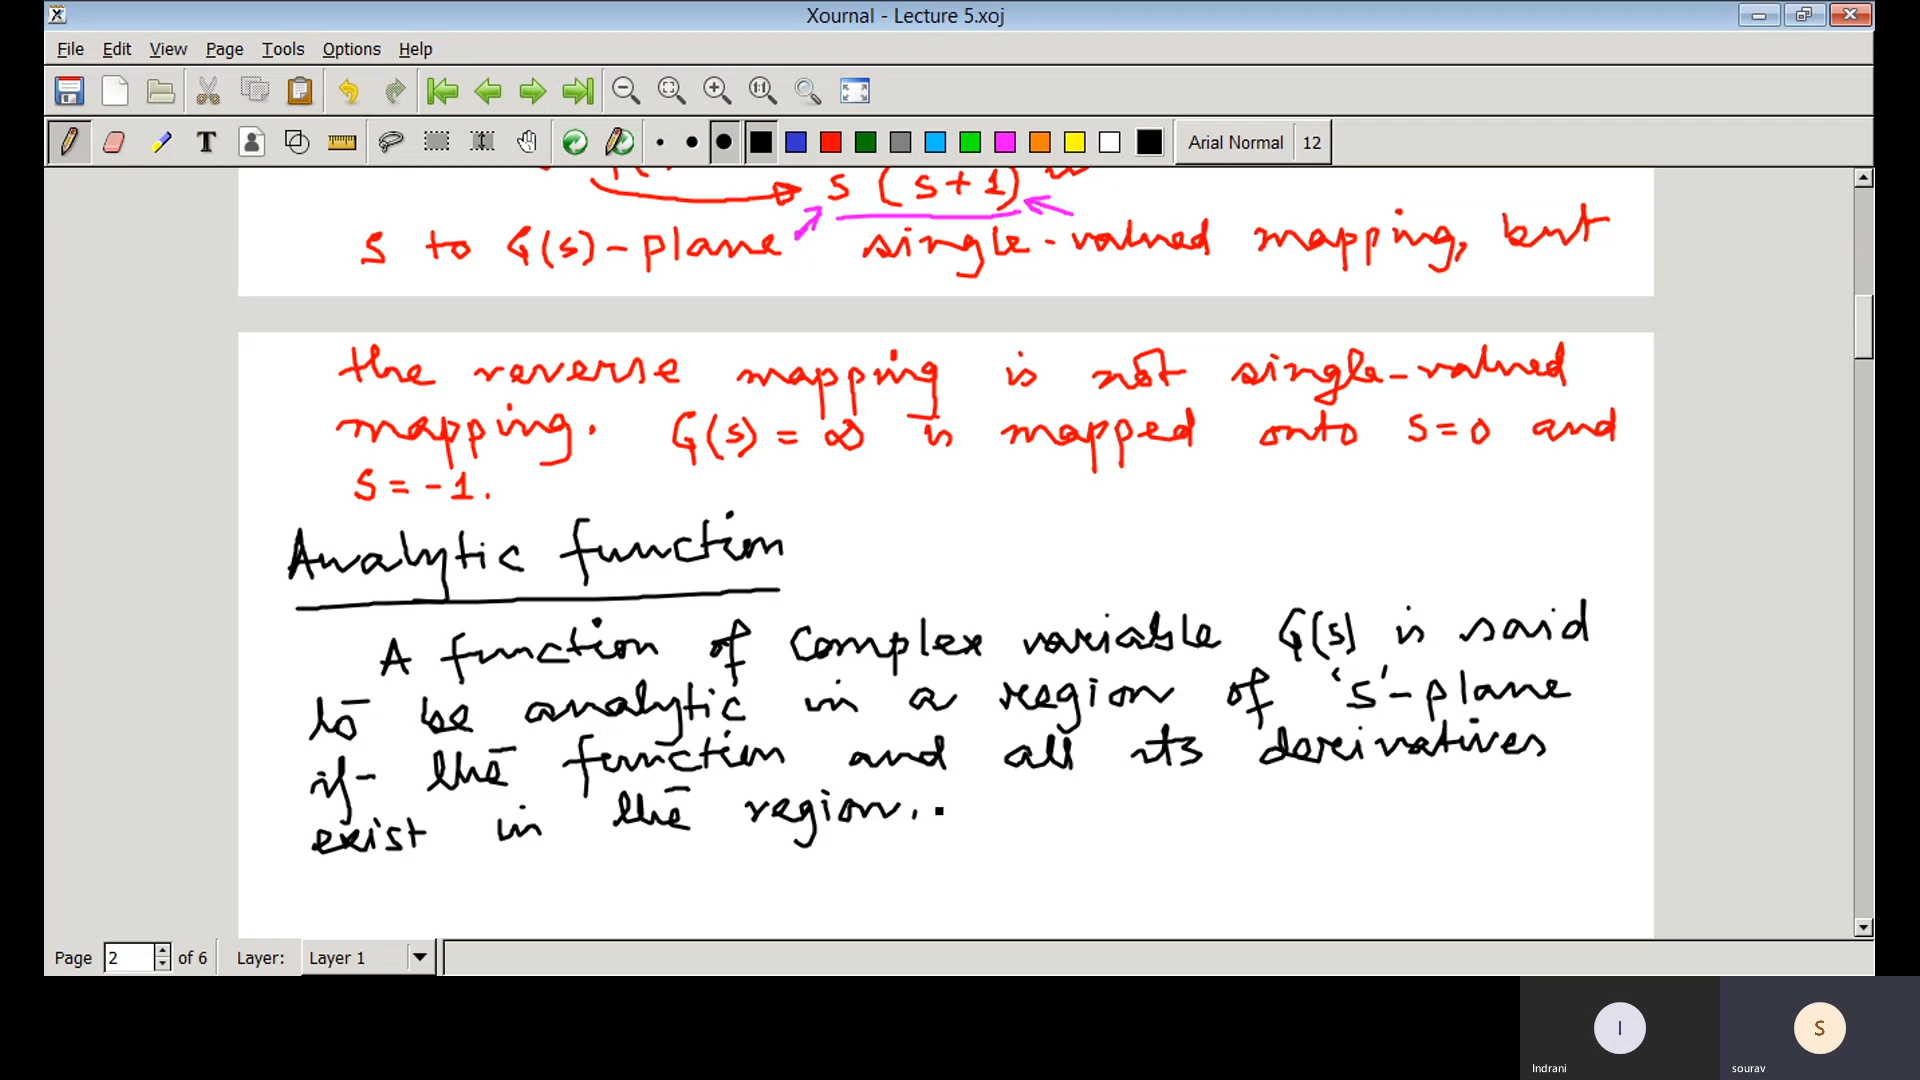 Xournal - Lecture 5.xoj
File Edit View Page Tools Options Help
T Arial Normal 12
s (s+1)
s to G(s)-plane single-valued mapping, but
the reverse mapping is not single-valued
mapping. G(s) = ∞ is mapped onto s=0 and
s = -1.
Analytic function
A function of complex variable G(s) is said
to be analytic in a region of 's'-plane
if the function and all its derivatives
exist in the region.
Page 2 of 6 Layer: Layer 1
I S
Indrani sourav